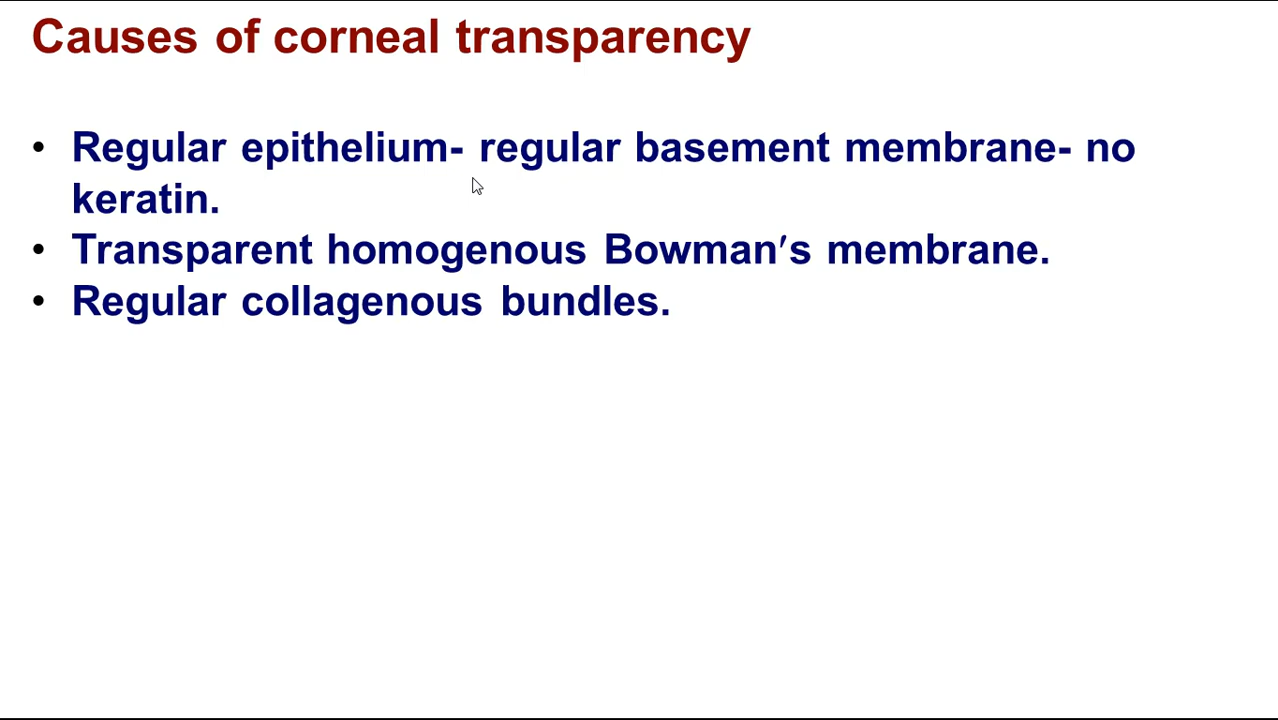 Causes of corneal transparency
• Regular epithelium- regular basement membrane- no
keratin.
• Transparent homogenous Bowman′s membrane.
• Regular collagenous bundles.